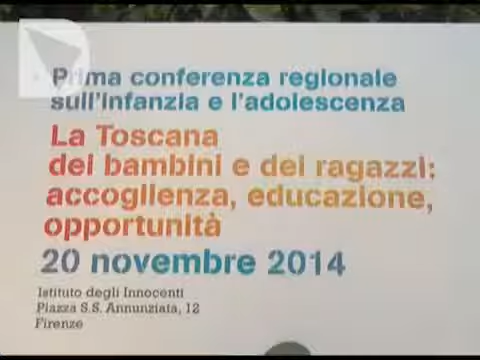 Prima conferenza regionale
sull'infanzia e l'adolescenza
La Toscana
dei bambini e dei ragazzi:
accoglienza, educazione,
opportunità
20 novembre 2014
Istituto degli Innocenti
Piazza S.S. Annunziata, 12
Firenze